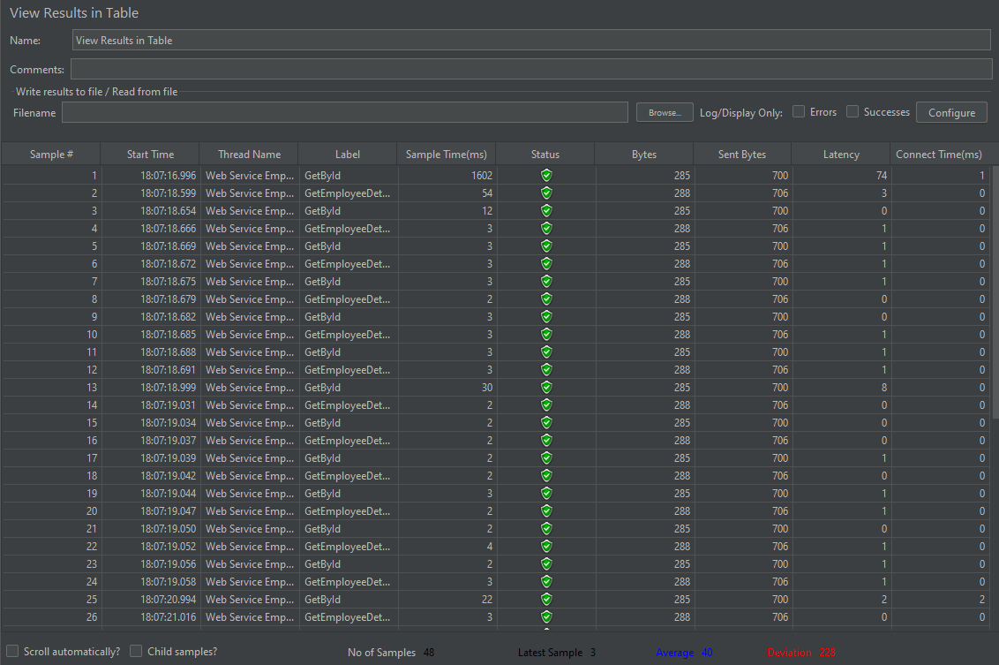 View Results in Table
Name: View Results in Table
Comments:
Write results to file / Read from file
Filename Browse... Log/Display Only: Errors Successes Configure
Sample # Start Time Thread Name Label Sample Time(ms) Status Bytes Sent Bytes Latency Connect Time(ms)
1 18:07:16.996 Web Service Emp... GetById 1602 285 700 74 1
2 18:07:18.599 Web Service Emp... GetEmployeeDet... 54 288 706 3 0
3 18:07:18.654 Web Service Emp... GetById 12 285 700 0 0
4 18:07:18.666 Web Service Emp... GetEmployeeDet... 3 288 706 1 0
5 18:07:18.669 Web Service Emp... GetById 3 285 700 1 0
6 18:07:18.672 Web Service Emp... GetEmployeeDet... 3 288 706 1 0
7 18:07:18.675 Web Service Emp... GetById 3 285 700 1 0
8 18:07:18.679 Web Service Emp... GetEmployeeDet... 2 288 706 0 0
9 18:07:18.682 Web Service Emp... GetById 3 285 700 0 0
10 18:07:18.685 Web Service Emp... GetEmployeeDet... 3 288 706 1 0
11 18:07:18.688 Web Service Emp... GetById 3 285 700 1 0
12 18:07:18.691 Web Service Emp... GetEmployeeDet... 3 288 706 1 0
13 18:07:18.999 Web Service Emp... GetById 30 285 700 8 0
14 18:07:19.031 Web Service Emp... GetEmployeeDet... 2 288 706 0 0
15 18:07:19.034 Web Service Emp... GetById 2 285 700 0 0
16 18:07:19.037 Web Service Emp... GetEmployeeDet... 2 288 706 0 0
17 18:07:19.039 Web Service Emp... GetById 2 285 700 1 0
18 18:07:19.042 Web Service Emp... GetEmployeeDet... 2 288 706 0 0
19 18:07:19.044 Web Service Emp... GetById 3 285 700 1 0
20 18:07:19.047 Web Service Emp... GetEmployeeDet... 2 288 706 1 0
21 18:07:19.050 Web Service Emp... GetById 2 285 700 0 0
22 18:07:19.052 Web Service Emp... GetEmployeeDet... 4 288 706 1 0
23 18:07:19.056 Web Service Emp... GetById 2 285 700 1 0
24 18:07:19.058 Web Service Emp... GetEmployeeDet... 3 288 706 1 0
25 18:07:20.994 Web Service Emp... GetById 22 285 700 2 2
26 18:07:21.016 Web Service Emp... GetEmployeeDet... 3 288 706 0 0
Scroll automatically? Child samples? No of Samples 48 Latest Sample 3 Average 40 Deviation 228